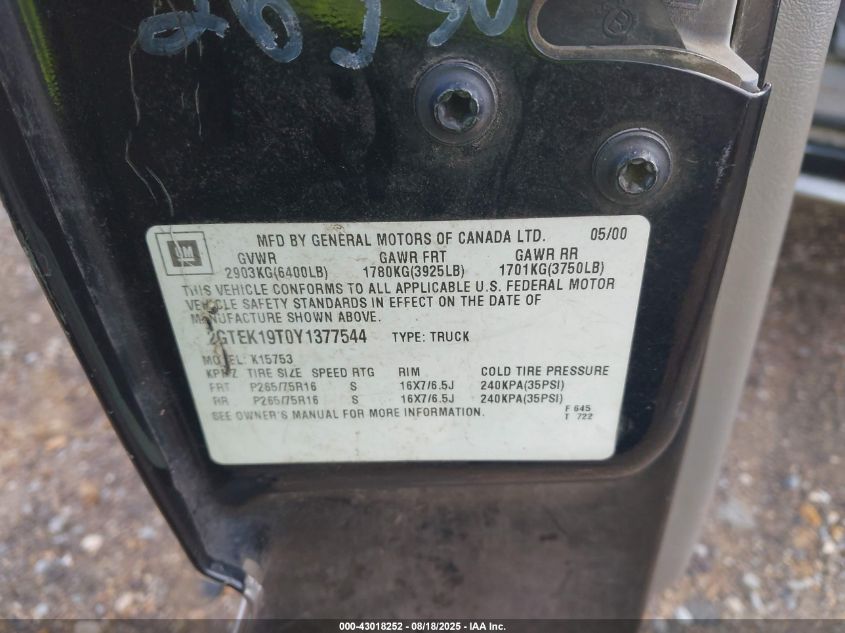 GM
MFD BY GENERAL MOTORS OF CANADA LTD. 05/00
GVWR GAWR FRT GAWR RR
2903KG(6400LB) 1780KG(3925LB) 1701KG(3750LB)
THIS VEHICLE CONFORMS TO ALL APPLICABLE U.S. FEDERAL MOTOR
VEHICLE SAFETY STANDARDS IN EFFECT ON THE DATE OF
MANUFACTURE SHOWN ABOVE.
2GTEK19T0Y1377544 TYPE: TRUCK
MODEL: K15753
TIRE SIZE SPEED RTG RIM COLD TIRE PRESSURE
FRT P265/75R16 S 16X7/6.5J 240KPA(35PSI)
RR P265/75R16 S 16X7/6.5J 240KPA(35PSI)
SEE OWNER'S MANUAL FOR MORE INFORMATION.
F 645
T 722
000-43018252 - 08/18/2025 - IAA Inc.